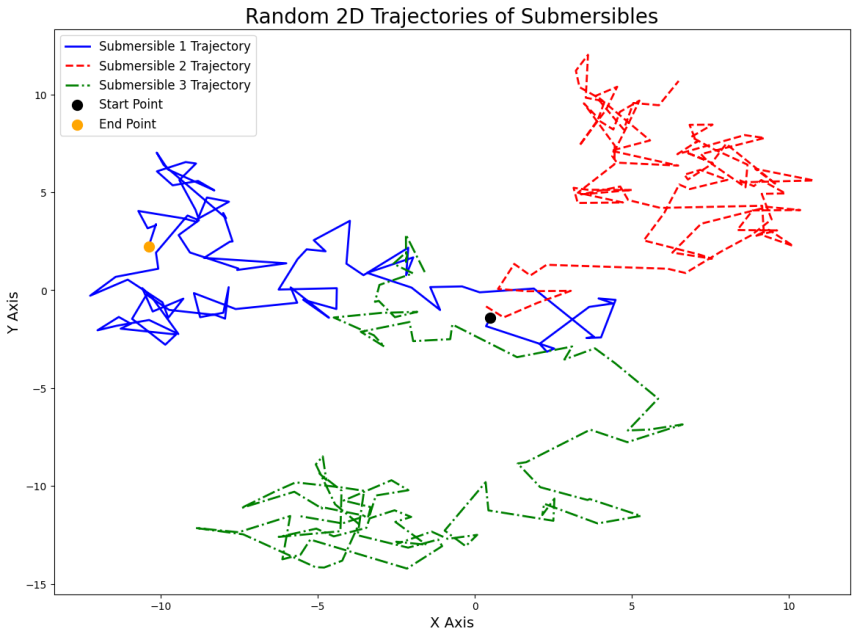 Random 2D Trajectories of Submersibles
Submersible 1 Trajectory
Submersible 2 Trajectory
Submersible 3 Trajectory
Start Point
End Point
10
5
0
−5
−10
−15
Y Axis
−10
−5
0
5
10
X Axis